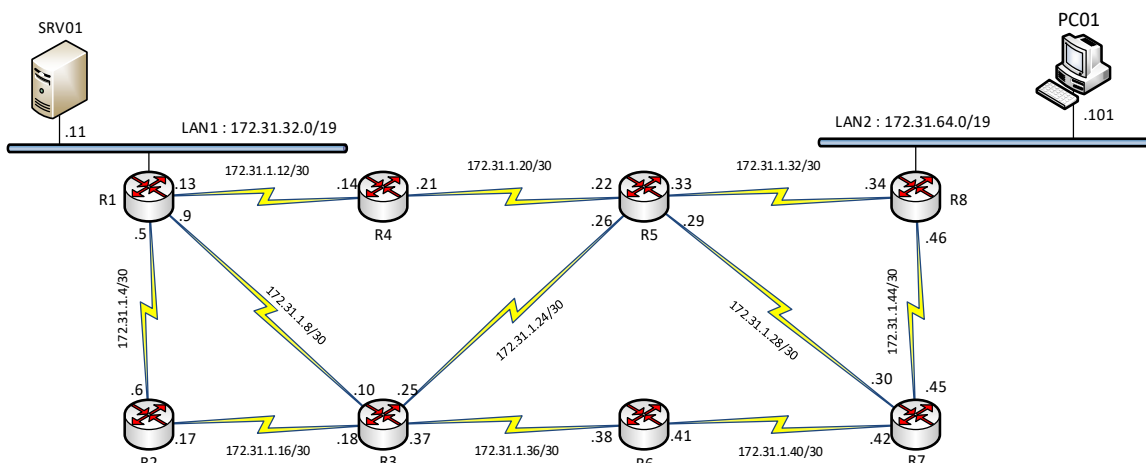 SRV01
PC01
.11
LAN1 : 172.31.32.0/19
LAN2 : 172.31.64.0/19
.101
R1
.13
172.31.1.12/30
.14
.21
172.31.1.20/30
.22
.33
172.31.1.32/30
.34
R8
.9
.5
R4
.26
R5
.29
.46
172.31.1.4/30
172.31.1.8/30
172.31.1.24/30
172.31.1.28/30
172.31.1.44/30
.6
.10
.25
.30
.45
.17
172.31.1.16/30
.18
.37
172.31.1.36/30
.38
.41
172.31.1.40/30
.42
R2
R3
R6
R7